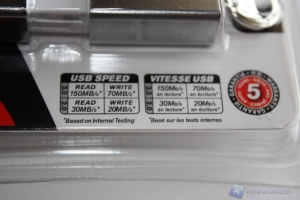 USB SPEED
READ WRITE
150MB/s* 70MB/s*
READ WRITE
30MB/s* 20MB/s*
*Based on Internal Testing
VITESSE USB
150Mo/s 70Mo/s
en lecture* en écriture*
30Mo/s 20Mo/s
en lecture* en écriture*
*Basé sur les tests internes
5